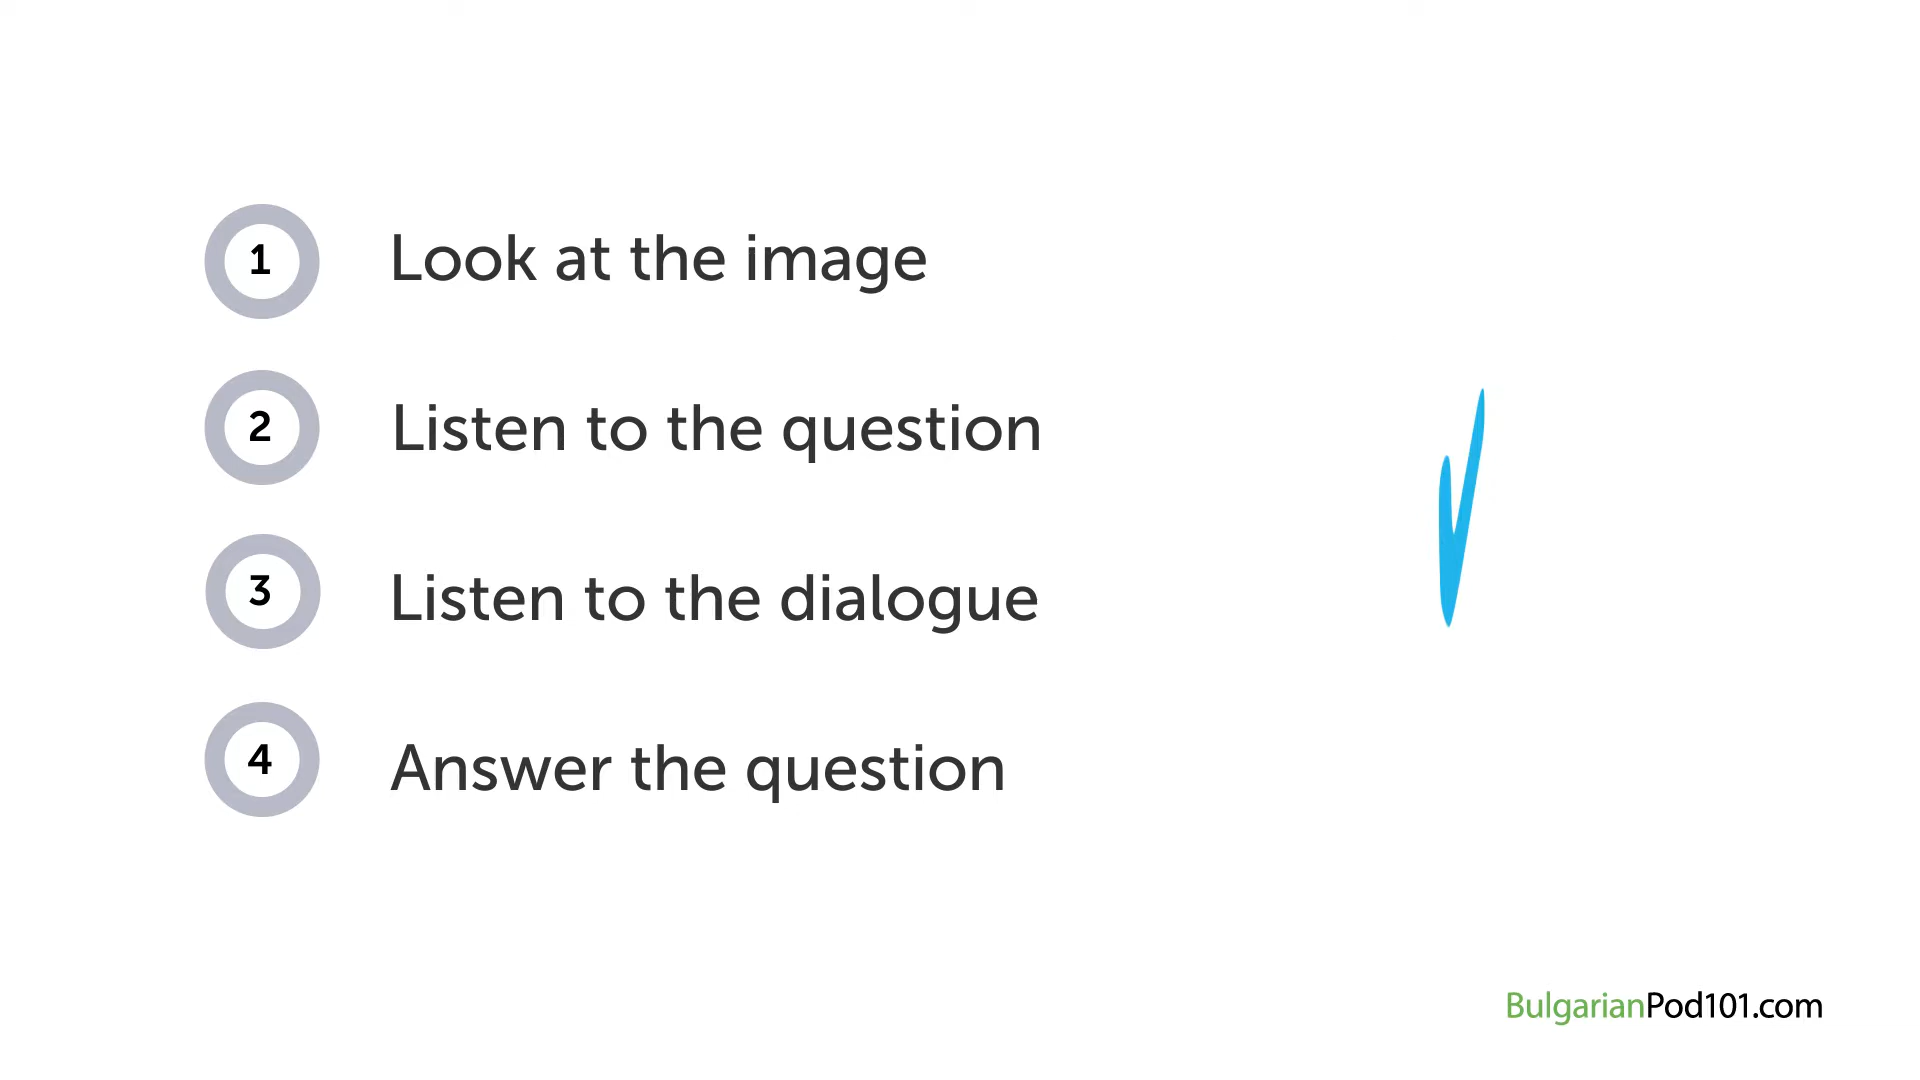 1 Look at the image
2 Listen to the question
3 Listen to the dialogue
4 Answer the question
BulgarianPod101.com